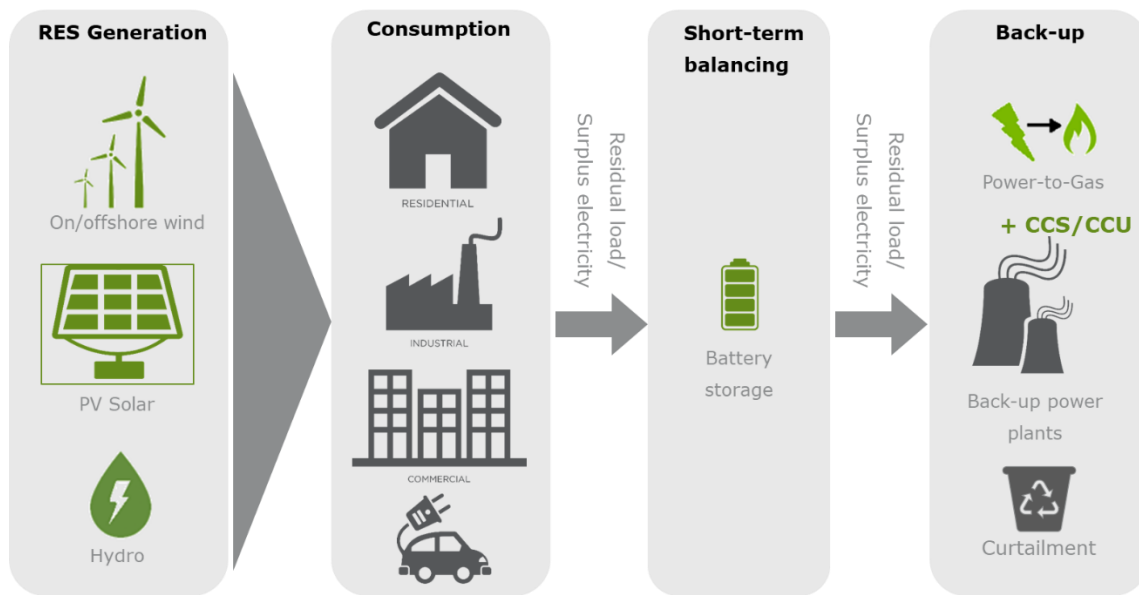 RES Generation
On/offshore wind
PV Solar
Hydro
Consumption
RESIDENTIAL
INDUSTRIAL
COMMERCIAL
Residual load/
Surplus electricity
Short-term
balancing
Battery
storage
Residual load/
Surplus electricity
Back-up
Power-to-Gas
+ CCS/CCU
Back-up power
plants
Curtailment